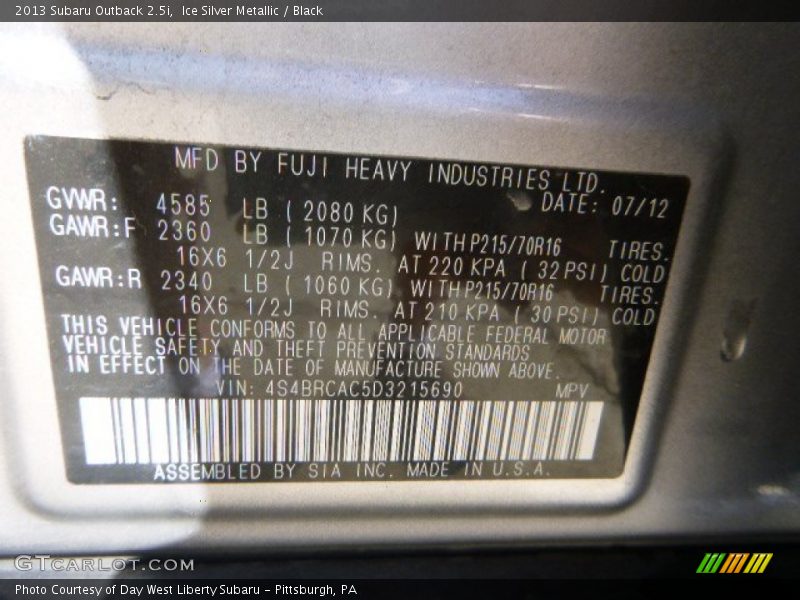 2013 Subaru Outback 2.5i, Ice Silver Metallic / Black
MFD BY FUJI HEAVY INDUSTRIES LTD.
GVWR: 4585 LB ( 2080 KG) DATE: 07/12
GAWR:F 2360 LB ( 1070 KG) WITH P215/70R16 TIRES.
16X6 1/2J RIMS. AT 220 KPA ( 32 PSI) COLD
GAWR:R 2340 LB ( 1060 KG) WITH P215/70R16 TIRES.
16X6 1/2J RIMS. AT 210 KPA ( 30 PSI) COLD
THIS VEHICLE CONFORMS TO ALL APPLICABLE FEDERAL MOTOR
VEHICLE SAFETY AND THEFT PREVENTION STANDARDS
IN EFFECT ON THE DATE OF MANUFACTURE SHOWN ABOVE.
VIN: 4S4BRCAC5D3215690 MPV
ASSEMBLED BY SIA INC. MADE IN U.S.A.
GTCARLOT.COM
Photo Courtesy of Day West Liberty Subaru - Pittsburgh, PA